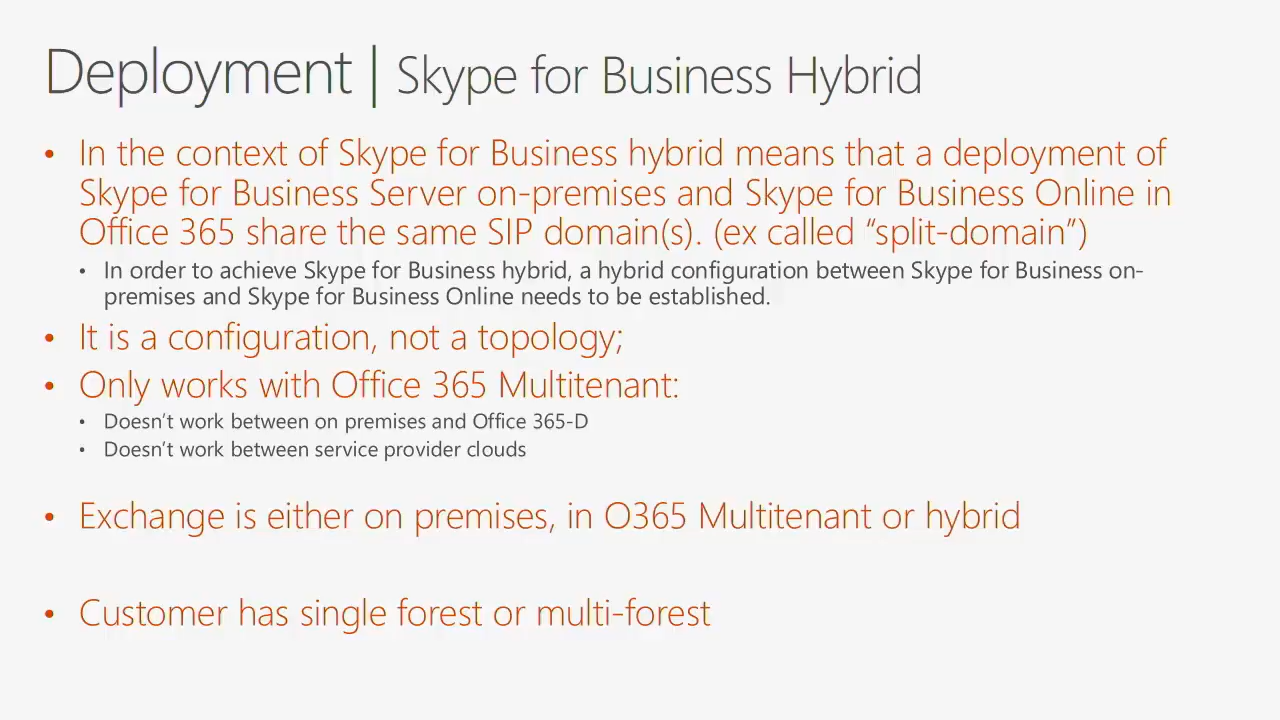 Deployment | Skype for Business Hybrid
• In the context of Skype for Business hybrid means that a deployment of
Skype for Business Server on-premises and Skype for Business Online in
Office 365 share the same SIP domain(s). (ex called “split-domain”)
• In order to achieve Skype for Business hybrid, a hybrid configuration between Skype for Business on-
premises and Skype for Business Online needs to be established.
• It is a configuration, not a topology;
• Only works with Office 365 Multitenant:
• Doesn’t work between on premises and Office 365-D
• Doesn’t work between service provider clouds
• Exchange is either on premises, in O365 Multitenant or hybrid
• Customer has single forest or multi-forest